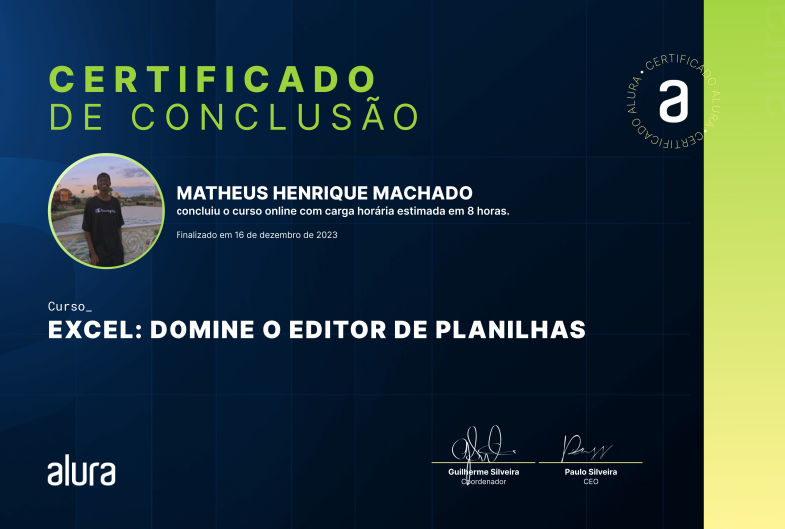 CERTIFICADO
DE CONCLUSÃO
CERTIFICADO ALURA • CERTIFICADO ALURA •
a
MATHEUS HENRIQUE MACHADO
concluiu o curso online com carga horária estimada em 8 horas.
Finalizado em 16 de dezembro de 2023
Champion
Curso_
EXCEL: DOMINE O EDITOR DE PLANILHAS
alura
Guilherme Silveira
Coordenador
Paulo Silveira
CEO